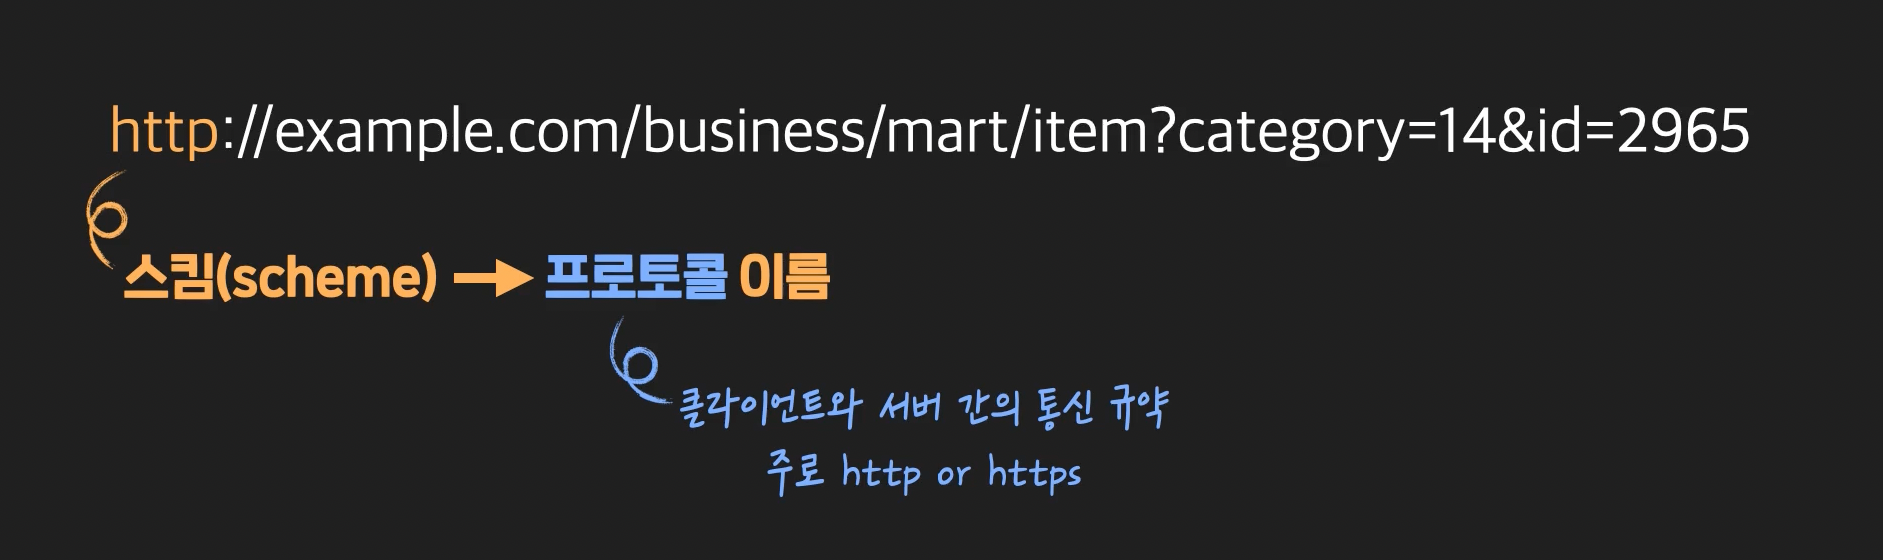 http://example.com/business/mart/item?category=14&id=2965
스킴(scheme) → 프로토콜 이름
클라이언트와 서버 간의 통신 규약
주로 http or https